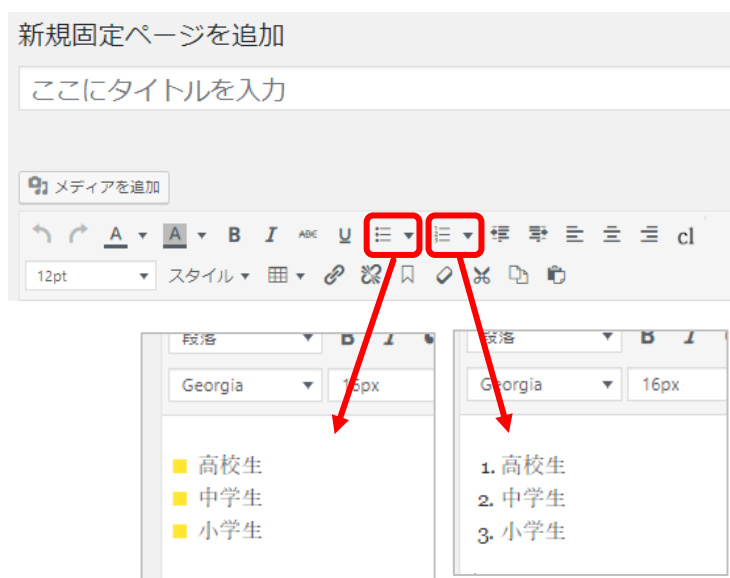 新規固定ページを追加
ここにタイトルを入力
メディアを追加
A A B I ABC U cl
12pt スタイル
段落 B I
Georgia 16px
高校生
中学生
小学生
段落 B I
Georgia 16px
1. 高校生
2. 中学生
3. 小学生